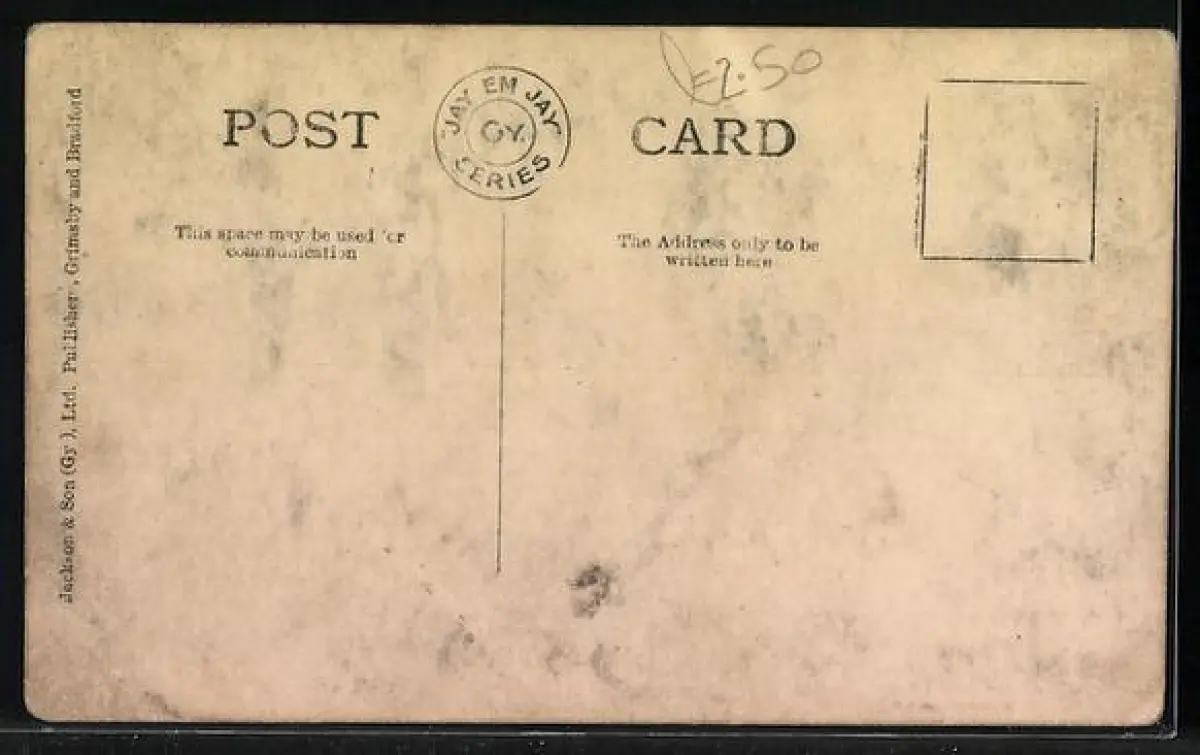 £2.50
POST
"JAY EM JAY"
GY.
SERIES
CARD
This space may be used for
communication
The Address only to be
written here
Jackson & Son (Gy.), Ltd. Publishers, Grimsby and Bradford